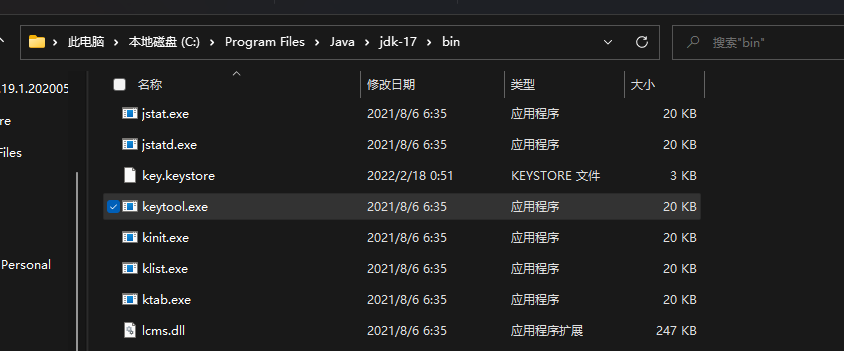 此电脑 > 本地磁盘 (C:) > Program Files > Java > jdk-17 > bin
搜索"bin"
名称 修改日期 类型 大小
.19.1.202005
re
Files
Personal
jstat.exe 2021/8/6 6:35 应用程序 20 KB
jstatd.exe 2021/8/6 6:35 应用程序 20 KB
key.keystore 2022/2/18 0:51 KEYSTORE 文件 3 KB
keytool.exe 2021/8/6 6:35 应用程序 20 KB
kinit.exe 2021/8/6 6:35 应用程序 20 KB
klist.exe 2021/8/6 6:35 应用程序 20 KB
ktab.exe 2021/8/6 6:35 应用程序 20 KB
lcms.dll 2021/8/6 6:35 应用程序扩展 247 KB